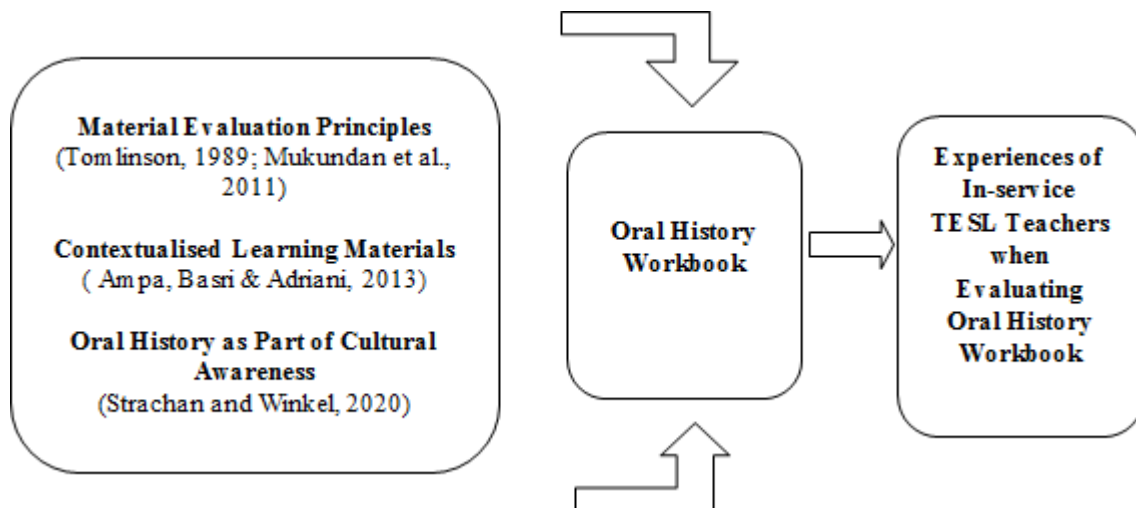 Material Evaluation Principles
(Tomlinson, 1989; Mukundan et al.,
2011)
Contextualised Learning Materials
( Ampa, Basri & Adriani, 2013)
Oral History as Part of Cultural
Awareness
(Strachan and Winkel, 2020)
Oral History
Workbook
Experiences of
In-service
TESL Teachers
when
Evaluating
Oral History
Workbook